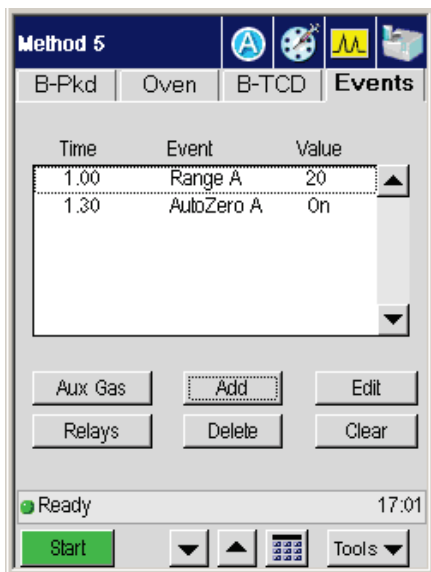 Method 5
A
B-Pkd Oven B-TCD Events
Time Event Value
1.00 Range A 20
1.30 AutoZero A On
Aux Gas Add Edit
Relays Delete Clear
Ready 17:01
Start Tools